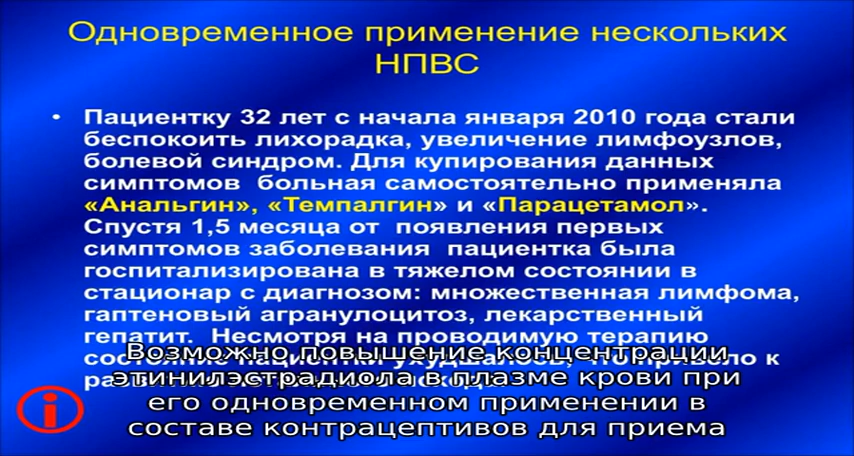 Одновременное применение нескольких
НПВС
• Пациентку 32 лет с начала января 2010 года стали
беспокоить лихорадка, увеличение лимфоузлов,
болевой синдром. Для купирования данных
симптомов больная самостоятельно применяла
«Анальгин», «Темпалгин» и «Парацетамол».
Спустя 1,5 месяца от появления первых
симптомов заболевания пациентка была
госпитализирована в тяжелом состоянии в
стационар с диагнозом: множественная лимфома,
гаптеновый агранулоцитоз, лекарственный
гепатит. Несмотря на проводимую терапию
к
Возможно повышение концентрации
этинилэстрадиола в плазме крови при
его одновременном применении в
составе контрацептивов для приема